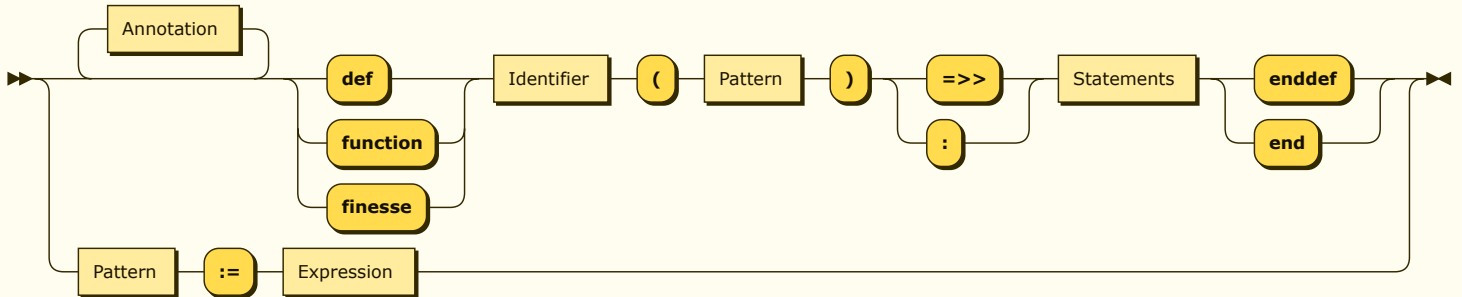 Annotation
def Identifier ( Pattern ) =>> Statements enddef
function : end
finesse
Pattern := Expression